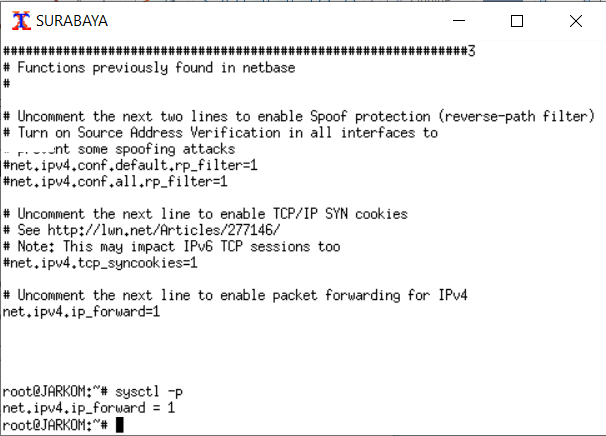 SURABAYA
##############################################################3
# Functions previously found in netbase
#
# Uncomment the next two lines to enable Spoof protection (reverse-path filter)
# Turn on Source Address Verification in all interfaces to
# prevent some spoofing attacks
#net.ipv4.conf.default.rp_filter=1
#net.ipv4.conf.all.rp_filter=1
# Uncomment the next line to enable TCP/IP SYN cookies
# See http://lwn.net/Articles/277146/
# Note: This may impact IPv6 TCP sessions too
#net.ipv4.tcp_syncookies=1
# Uncomment the next line to enable packet forwarding for IPv4
net.ipv4.ip_forward=1
root@JARKOM:~# sysctl -p
net.ipv4.ip_forward = 1
root@JARKOM:~#